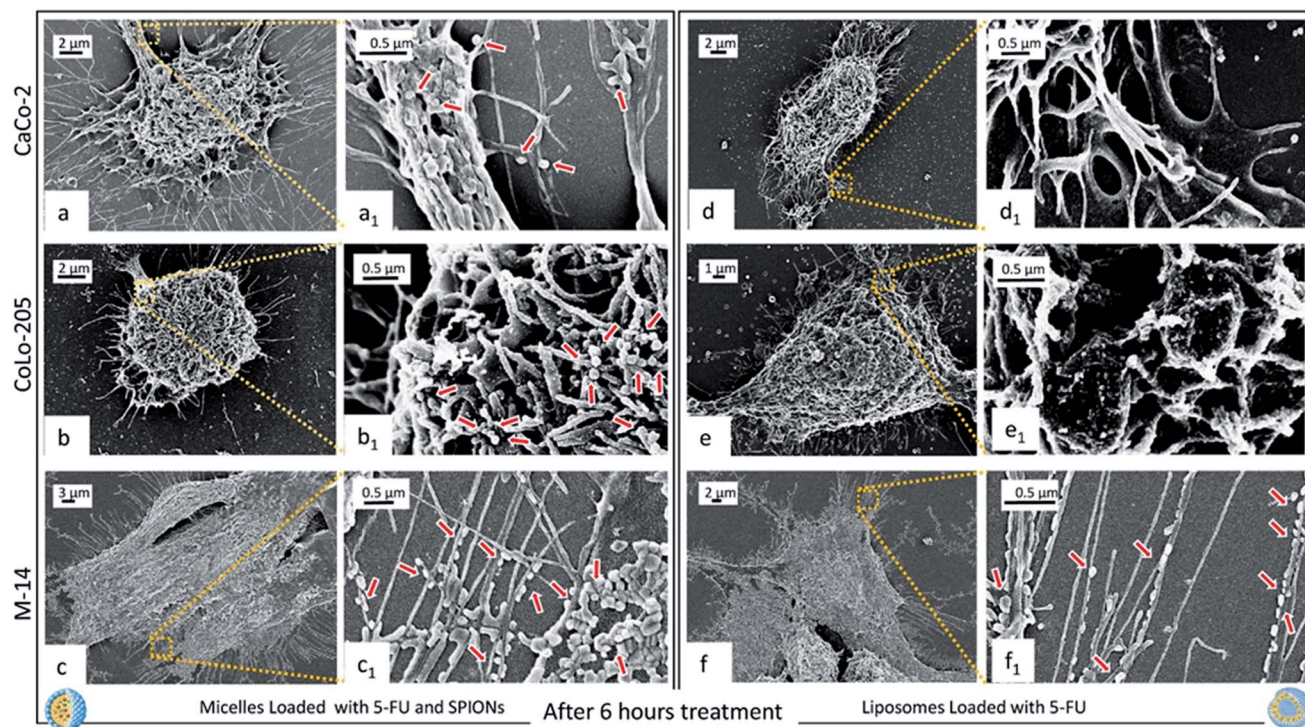 CaCo-2
2 µm
a
0.5 µm
a1
2 µm
d
0.5 µm
d1
CoLo-205
2 µm
b
0.5 µm
b1
1 µm
e
0.5 µm
e1
M-14
3 µm
c
0.5 µm
c1
2 µm
f
0.5 µm
f1
Micelles Loaded with 5-FU and SPIONs
After 6 hours treatment
Liposomes Loaded with 5-FU